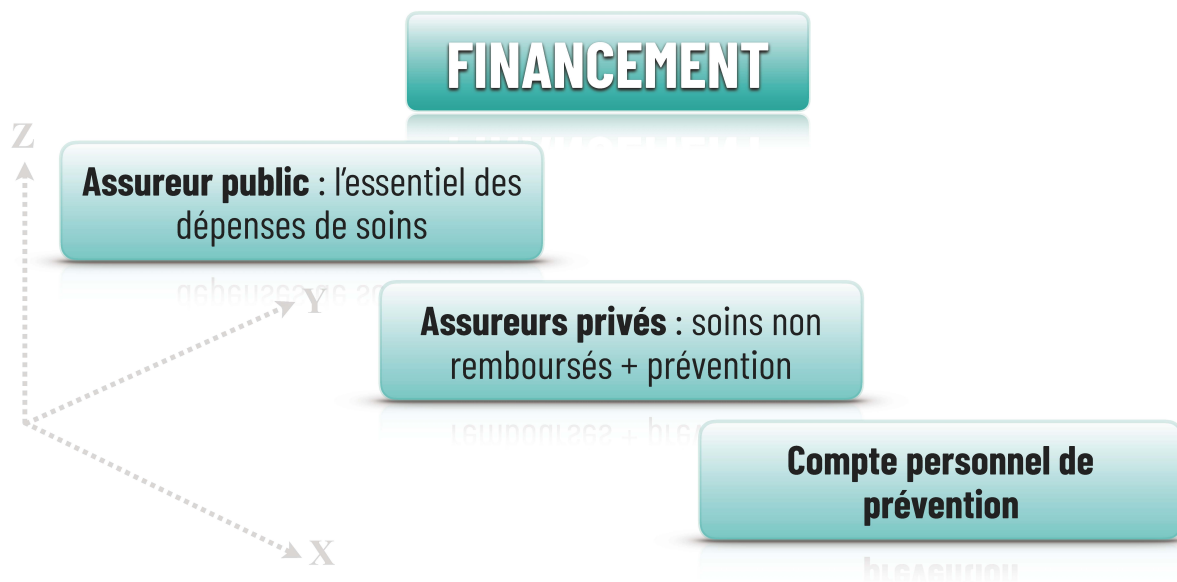 FINANCEMENT
Z
Assureur public : l’essentiel des
dépenses de soins
Y
Assureurs privés : soins non
remboursés + prévention
Compte personnel de
prévention
X